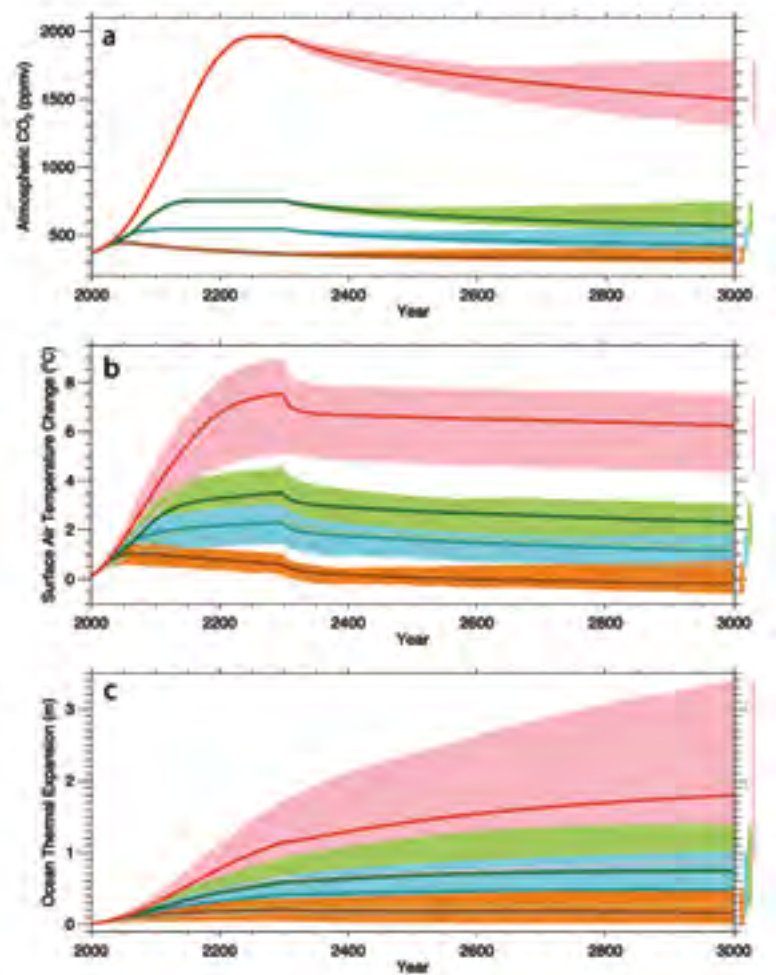 a
Atmospheric CO₂ (ppmv)
2000
1500
1000
500
2000 2200 2400 2600 2800 3000
Year
b
Surface Air Temperature Change (°C)
8
6
4
2
0
2000 2200 2400 2600 2800 3000
Year
c
Ocean Thermal Expansion (m)
3
2
1
0
2000 2200 2400 2600 2800 3000
Year